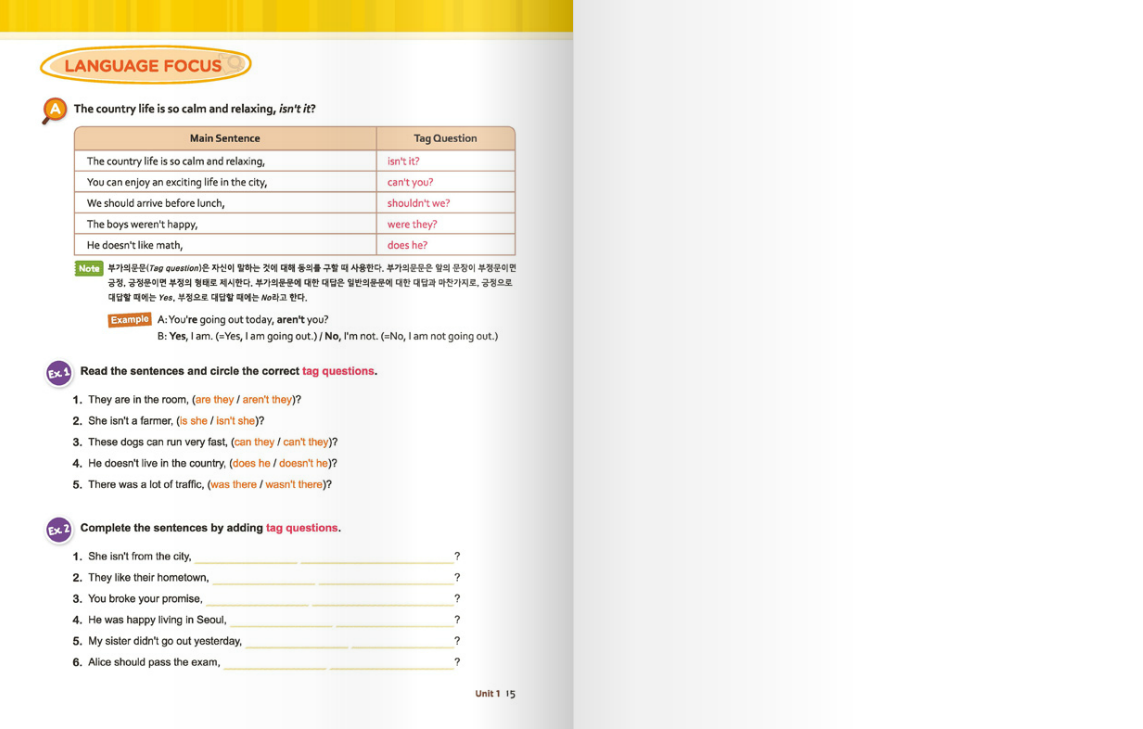 LANGUAGE FOCUS
A The country life is so calm and relaxing, isn't it?
Main Sentence Tag Question
The country life is so calm and relaxing, isn't it?
You can enjoy an exciting life in the city, can't you?
We should arrive before lunch, shouldn't we?
The boys weren't happy, were they?
He doesn't like math, does he?
Note 부가의문문(Tag question)은 자신이 말하는 것에 대해 동의를 구할 때 사용한다. 부가의문문은 앞의 문장이 부정문이면
긍정, 긍정문이면 부정의 형태로 제시한다. 부가의문문에 대한 대답은 일반의문문에 대한 대답과 마찬가지로, 긍정으로
대답할 때에는 Yes, 부정으로 대답할 때에는 No라고 한다.
Example A: You're going out today, aren't you?
B: Yes, I am. (=Yes, I am going out.) / No, I'm not. (=No, I am not going out.)
Ex.1 Read the sentences and circle the correct tag questions.
1. They are in the room, (are they / aren't they)?
2. She isn't a farmer, (is she / isn't she)?
3. These dogs can run very fast, (can they / can't they)?
4. He doesn't live in the country, (does he / doesn't he)?
5. There was a lot of traffic, (was there / wasn't there)?
Ex.2 Complete the sentences by adding tag questions.
1. She isn't from the city, ?
2. They like their hometown, ?
3. You broke your promise, ?
4. He was happy living in Seoul, ?
5. My sister didn't go out yesterday, ?
6. Alice should pass the exam, ?
Unit 1 15